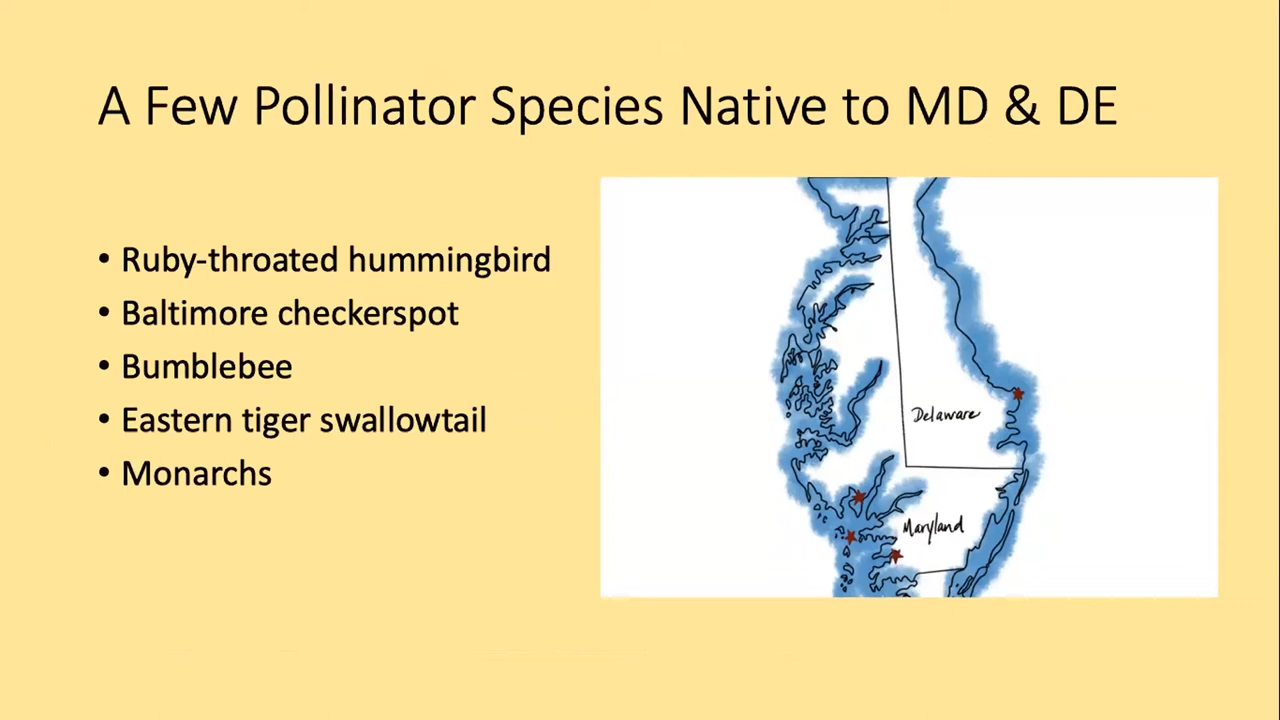 A Few Pollinator Species Native to MD & DE
• Ruby-throated hummingbird
• Baltimore checkerspot
• Bumblebee
• Eastern tiger swallowtail
• Monarchs
Delaware
Maryland